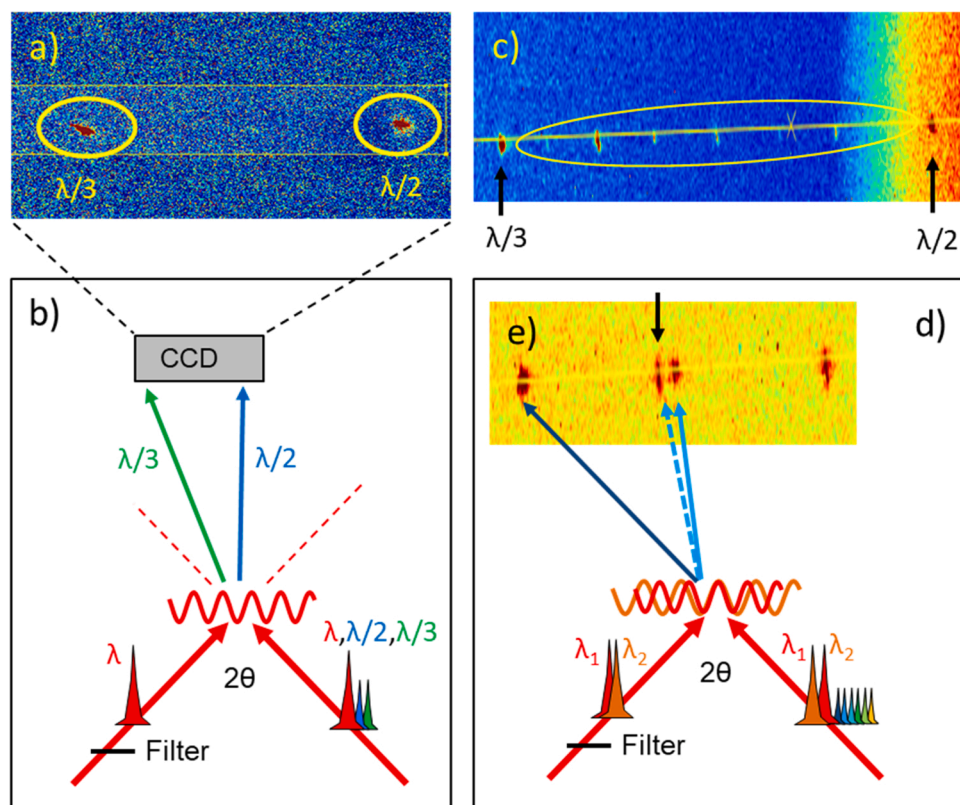 a)
λ/3
λ/2
c)
λ/3
λ/2
b)
CCD
λ/3
λ/2
λ
λ,λ/2,λ/3
2θ
Filter
e)
d)
λ1 λ2
λ1 λ2
2θ
Filter